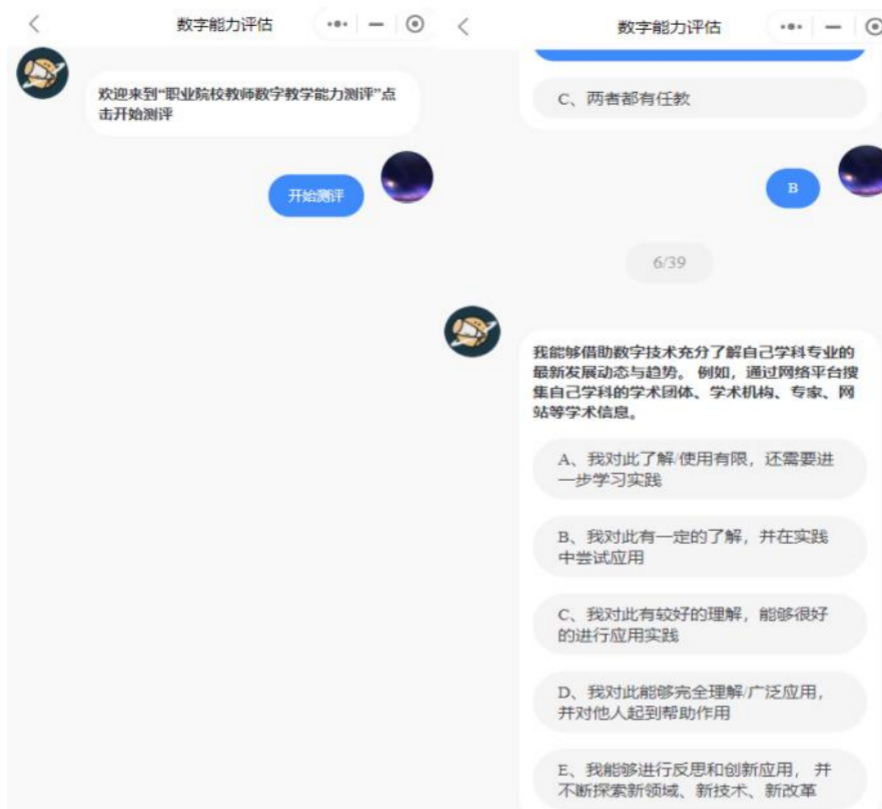 数字能力评估
欢迎来到“职业院校教师数字教学能力测评”点
击开始测评
开始测评
数字能力评估
C、两者都有任教
B
6/39
我能够借助数字技术充分了解自己学科专业的
最新发展动态与趋势。 例如，通过网络平台搜
集自己学科的学术团体、学术机构、专家、网
站等学术信息。
A、我对此了解/使用有限，还需要进
一步学习实践
B、我对此有一定的了解，并在实践
中尝试应用
C、我对此有较好的理解，能够很好
的进行应用实践
D、我对此能够完全理解/广泛应用，
并对他人起到帮助作用
E、我能够进行反思和创新应用， 并
不断探索新领域、新技术、新改革